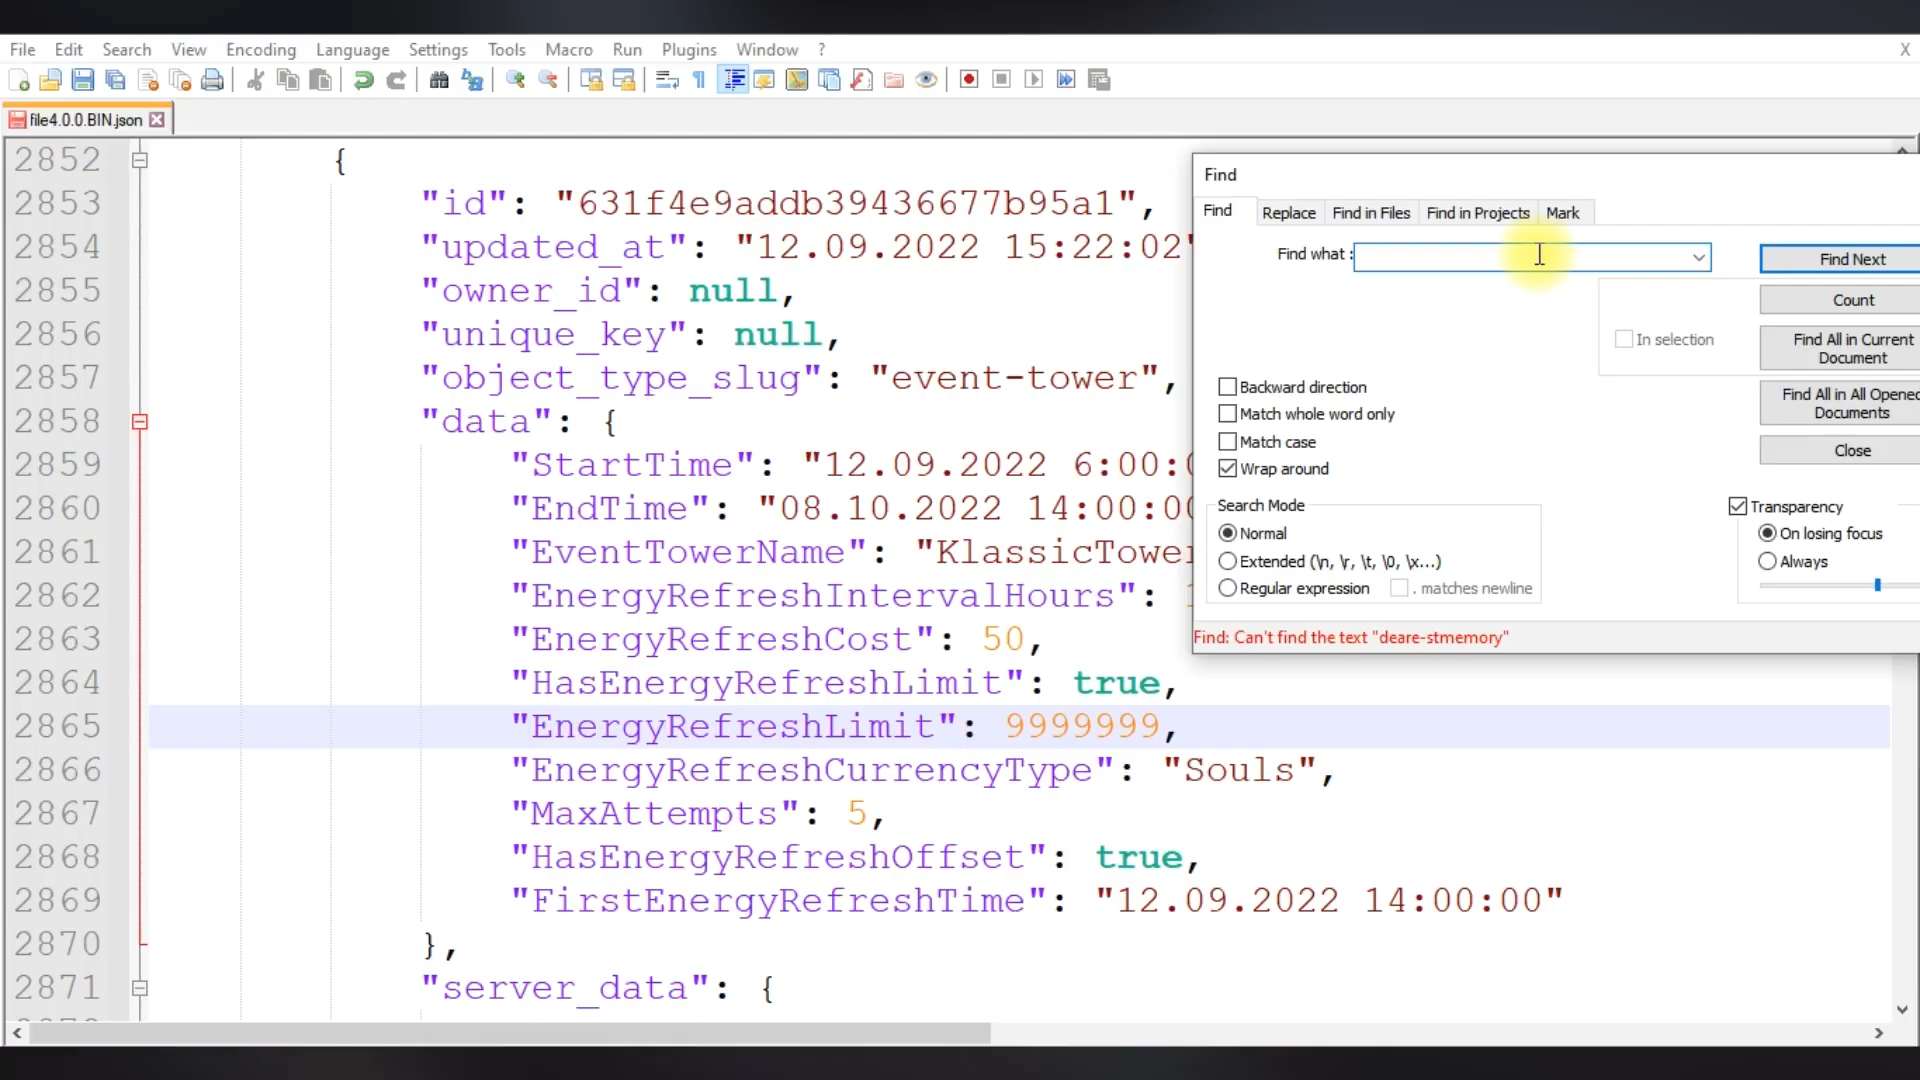 File Edit Search View Encoding Language Settings Tools Macro Run Plugins Window ? X
file4.0.0.BIN.json
2852 {
2853 "id": "631f4e9addb39436677b95a1",
2854 "updated_at": "12.09.2022 15:22:02"
2855 "owner_id": null,
2856 "unique_key": null,
2857 "object_type_slug": "event-tower",
2858 "data": {
2859 "StartTime": "12.09.2022 6:00:0
2860 "EndTime": "08.10.2022 14:00:00
2861 "EventTowerName": "KlassicTower
2862 "EnergyRefreshIntervalHours":
2863 "EnergyRefreshCost": 50,
2864 "HasEnergyRefreshLimit": true,
2865 "EnergyRefreshLimit": 9999999,
2866 "EnergyRefreshCurrencyType": "Souls",
2867 "MaxAttempts": 5,
2868 "HasEnergyRefreshOffset": true,
2869 "FirstEnergyRefreshTime": "12.09.2022 14:00:00"
2870 },
2871 "server_data": {
Find
Find Replace Find in Files Find in Projects Mark
Find what :
Find Next
Count
In selection
Find All in Current
Document
Find All in All Opened
Documents
Close
Backward direction
Match whole word only
Match case
Wrap around
Search Mode
Normal
Extended (\n, \r, \t, \0, \x...)
Regular expression . matches newline
Transparency
On losing focus
Always
Find: Can't find the text "deare-stmemory"